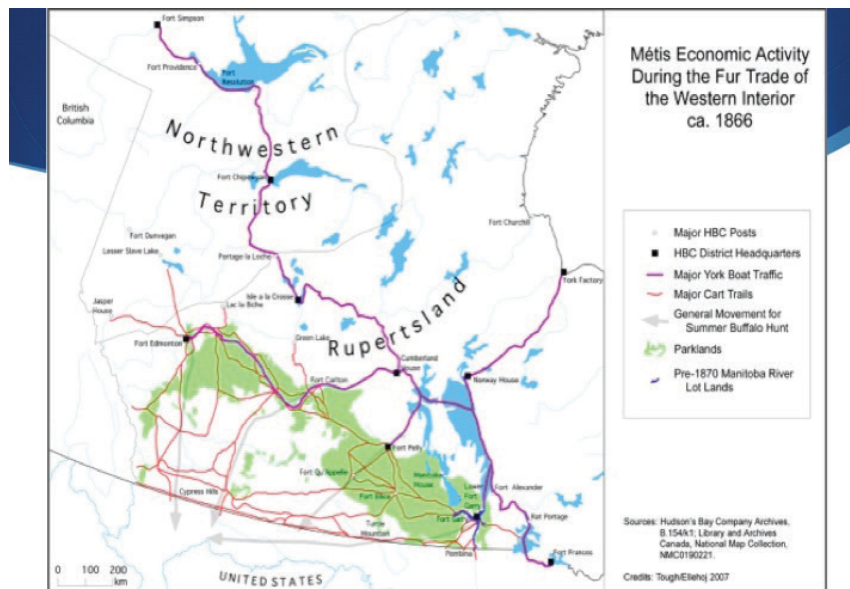 Métis Economic Activity
During the Fur Trade of
the Western Interior
ca. 1866
Major HBC Posts
HBC District Headquarters
Major York Boat Traffic
Major Cart Trails
General Movement for
Summer Buffalo Hunt
Parklands
Pre-1870 Manitoba River
Lot Lands
Sources: Hudson's Bay Company Archives,
B.154/k1; Library and Archives
Canada, National Map Collection,
NMC0190221.
Credits: Tough/Ellehoj 2007
Fort Simpson
Fort Providence
Fort
Resolution
British
Columbia
Northwestern
Territory
Fort Chipewyan
Fort Churchill
Fort Dunvegan
Lesser Slave Lake
Portage la Loche
York Factory
Jasper
House
Lac la Biche
Isle a la Crosse
Rupertsland
Green Lake
Fort Edmonton
Cumberland
House
Norway House
Fort Carlton
Fort Pelly
Fort Qu'Appelle
Manitoba
House
Lower
Fort
Garry
Fort Alexander
Cypress Hills
Fort Ellice
Fort Garry
Rat Portage
Turtle
Mountain
Pembina
Fort Frances
0 100 200
km
UNITED STATES